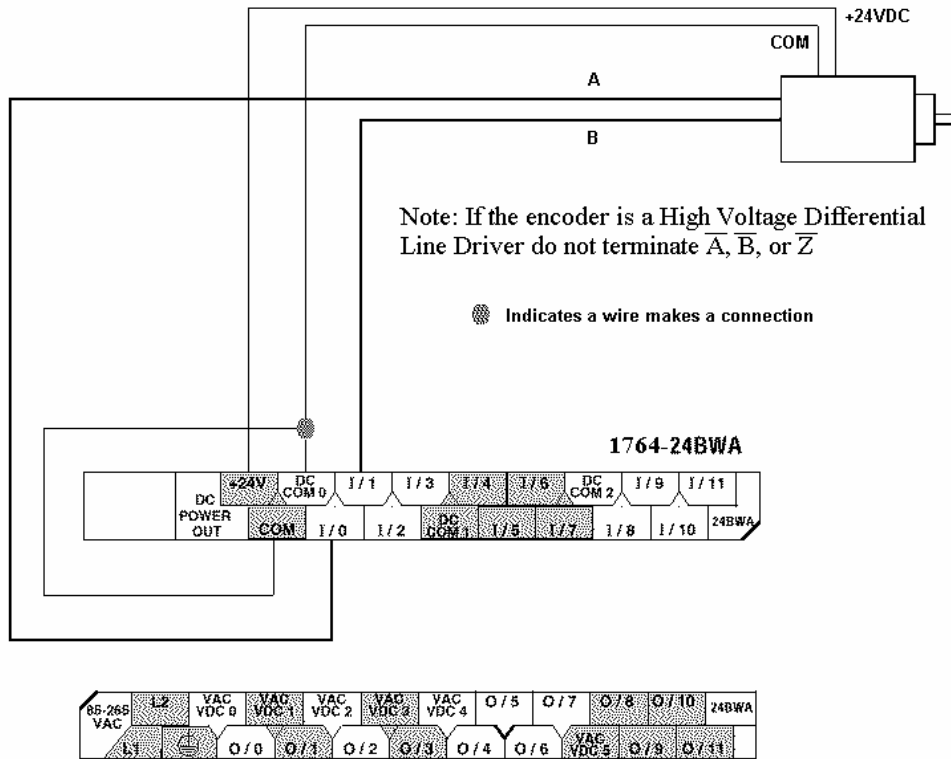 +24VDC
COM
A
B
Note: If the encoder is a High Voltage Differential
Line Driver do not terminate A̅, B̅, or Z̅
Indicates a wire makes a connection
1764-24BWA
+24V DC COM 0 I/1 I/3 I/4 I/6 DC COM 2 I/9 I/11
DC POWER OUT COM I/0 I/2 DC COM 1 I/5 I/7 I/8 I/10 24BWA
85-265 VAC L2 VAC VDC 0 VAC VDC 1 VAC VDC 2 VAC VDC 3 VAC VDC 4 O/5 O/7 O/8 O/10 24BWA
L1 O/0 O/1 O/2 O/3 O/4 O/6 VAC VDC 5 O/9 O/11